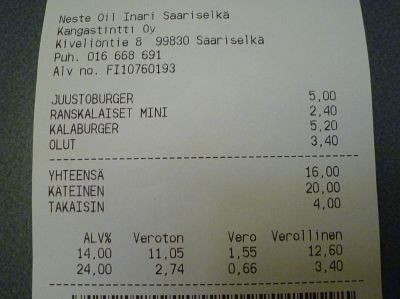 Neste Oil Inari Saariselkä
Kangastintti Oy
Kiveliöntie 8 99830 Saariselkä
Puh. 016 668 691
Alv no. FI10760193
JUUSTOBURGER 5,00
RANSKALAISET MINI 2,40
KALABURGER 5,20
OLUT 3,40
YHTEENSÄ 16,00
KATEINEN 20,00
TAKAISIN 4,00
ALV% Veroton Vero Verollinen
14,00 11,05 1,55 12,60
24,00 2,74 0,66 3,40